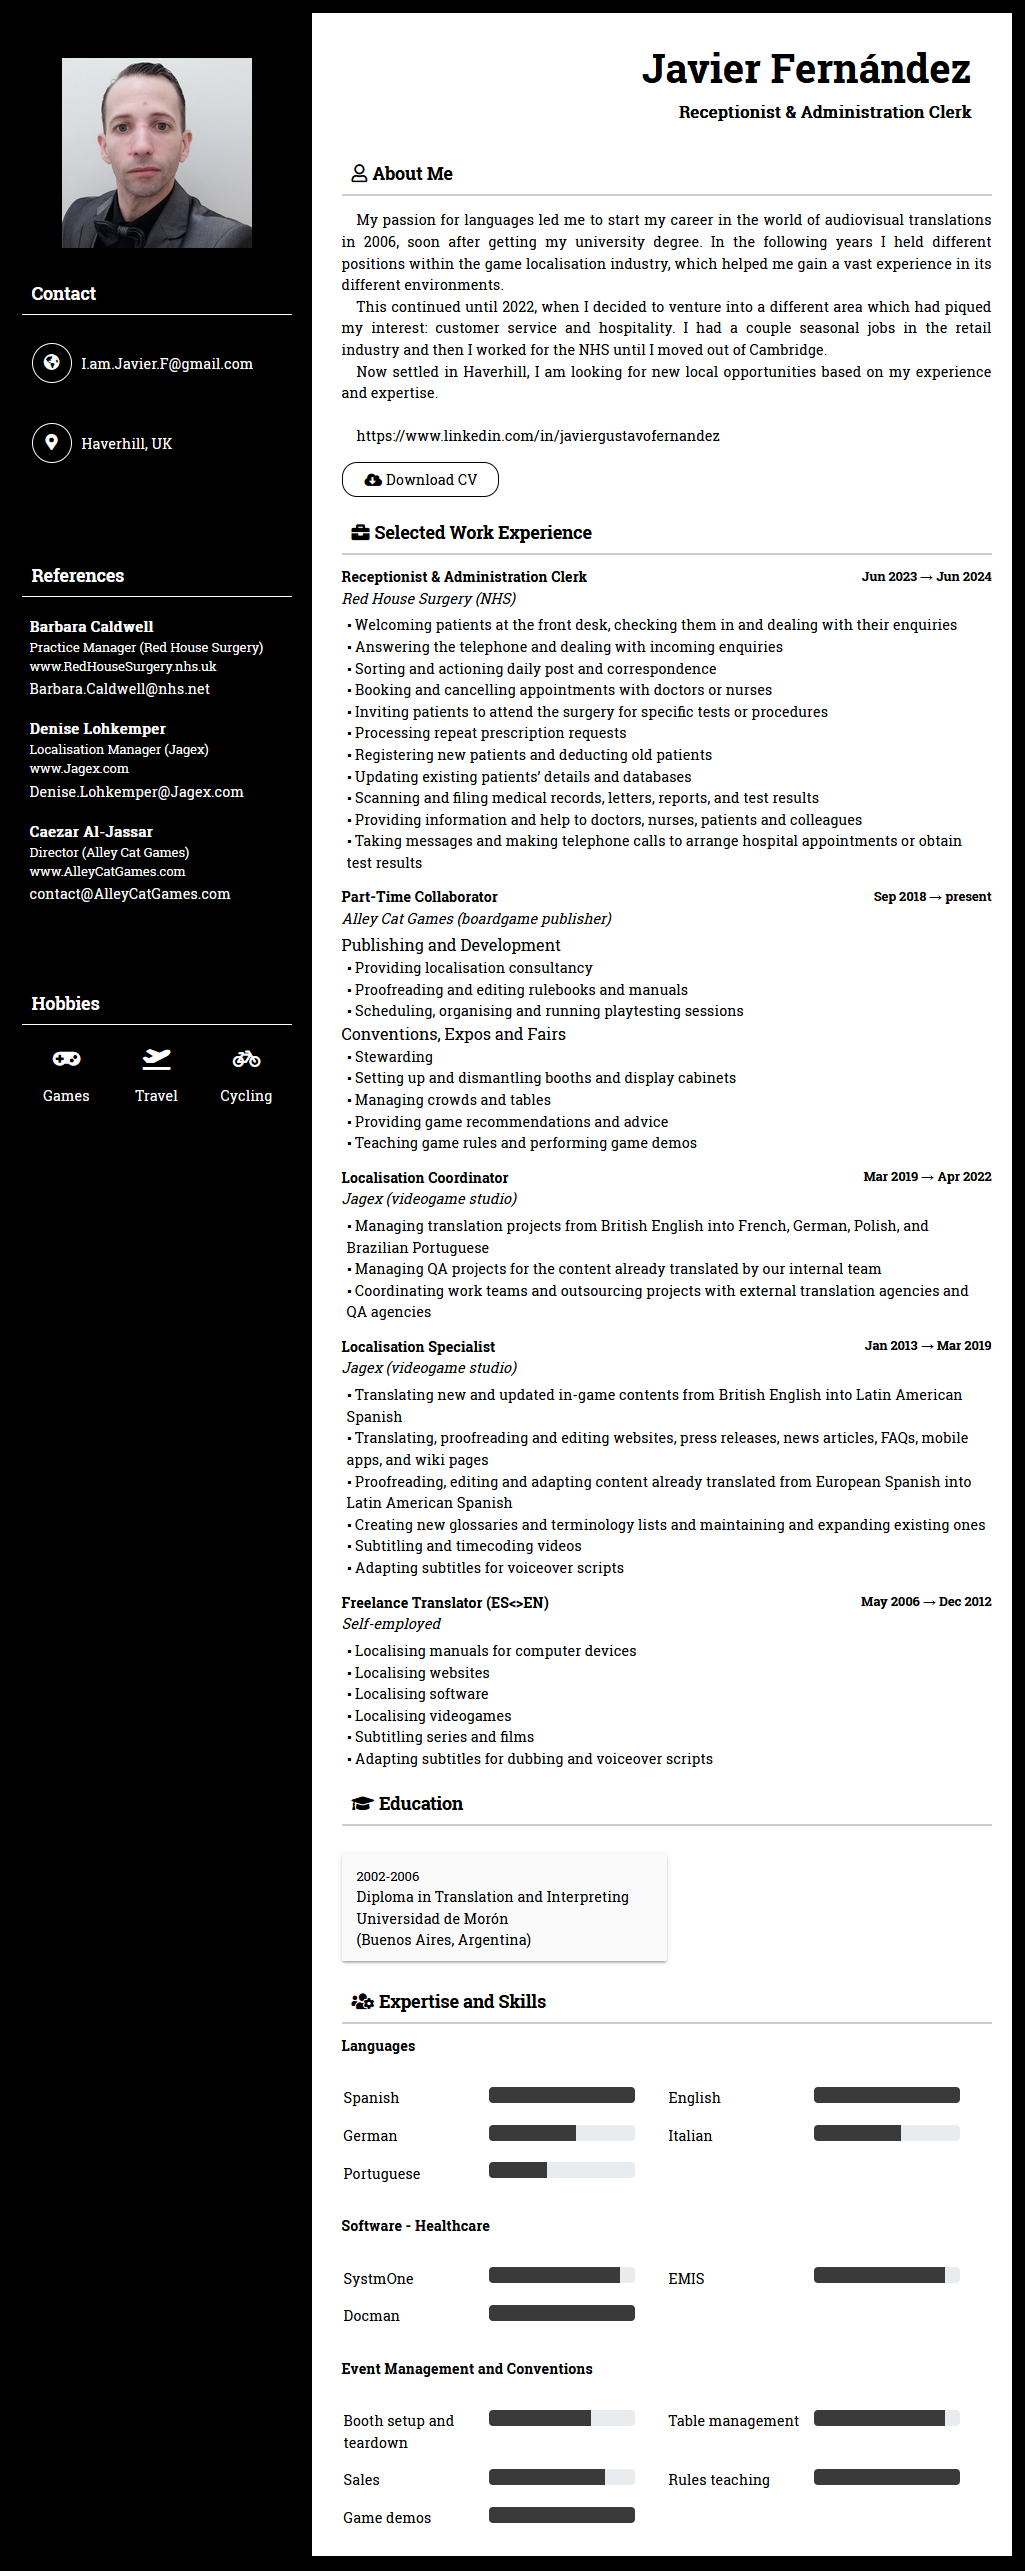 Contact
I.am.Javier.F@gmail.com
Haverhill, UK
References
Barbara Caldwell
Practice Manager (Red House Surgery)
www.RedHouseSurgery.nhs.uk
Barbara.Caldwell@nhs.net
Denise Lohkemper
Localisation Manager (Jagex)
www.Jagex.com
Denise.Lohkemper@Jagex.com
Caezar Al-Jassar
Director (Alley Cat Games)
www.AlleyCatGames.com
contact@AlleyCatGames.com
Hobbies
Games Travel Cycling
Javier Fernández
Receptionist & Administration Clerk
About Me
My passion for languages led me to start my career in the world of audiovisual translations
in 2006, soon after getting my university degree. In the following years I held different
positions within the game localisation industry, which helped me gain a vast experience in its
different environments.
This continued until 2022, when I decided to venture into a different area which had piqued
my interest: customer service and hospitality. I had a couple seasonal jobs in the retail
industry and then I worked for the NHS until I moved out of Cambridge.
Now settled in Haverhill, I am looking for new local opportunities based on my experience
and expertise.
https://www.linkedin.com/in/javiergustavofernandez
Download CV
Selected Work Experience
Receptionist & Administration Clerk Jun 2023 → Jun 2024
Red House Surgery (NHS)
▪ Welcoming patients at the front desk, checking them in and dealing with their enquiries
▪ Answering the telephone and dealing with incoming enquiries
▪ Sorting and actioning daily post and correspondence
▪ Booking and cancelling appointments with doctors or nurses
▪ Inviting patients to attend the surgery for specific tests or procedures
▪ Processing repeat prescription requests
▪ Registering new patients and deducting old patients
▪ Updating existing patients’ details and databases
▪ Scanning and filing medical records, letters, reports, and test results
▪ Providing information and help to doctors, nurses, patients and colleagues
▪ Taking messages and making telephone calls to arrange hospital appointments or obtain
test results
Part-Time Collaborator Sep 2018 → present
Alley Cat Games (boardgame publisher)
Publishing and Development
▪ Providing localisation consultancy
▪ Proofreading and editing rulebooks and manuals
▪ Scheduling, organising and running playtesting sessions
Conventions, Expos and Fairs
▪ Stewarding
▪ Setting up and dismantling booths and display cabinets
▪ Managing crowds and tables
▪ Providing game recommendations and advice
▪ Teaching game rules and performing game demos
Localisation Coordinator Mar 2019 → Apr 2022
Jagex (videogame studio)
▪ Managing translation projects from British English into French, German, Polish, and
Brazilian Portuguese
▪ Managing QA projects for the content already translated by our internal team
▪ Coordinating work teams and outsourcing projects with external translation agencies and
QA agencies
Localisation Specialist Jan 2013 → Mar 2019
Jagex (videogame studio)
▪ Translating new and updated in-game contents from British English into Latin American
Spanish
▪ Translating, proofreading and editing websites, press releases, news articles, FAQs, mobile
apps, and wiki pages
▪ Proofreading, editing and adapting content already translated from European Spanish into
Latin American Spanish
▪ Creating new glossaries and terminology lists and maintaining and expanding existing ones
▪ Subtitling and timecoding videos
▪ Adapting subtitles for voiceover scripts
Freelance Translator (ES<>EN) May 2006 → Dec 2012
Self-employed
▪ Localising manuals for computer devices
▪ Localising websites
▪ Localising software
▪ Localising videogames
▪ Subtitling series and films
▪ Adapting subtitles for dubbing and voiceover scripts
Education
2002-2006
Diploma in Translation and Interpreting
Universidad de Morón
(Buenos Aires, Argentina)
Expertise and Skills
Languages
Spanish English
German Italian
Portuguese
Software - Healthcare
SystmOne EMIS
Docman
Event Management and Conventions
Booth setup and Table management
teardown
Sales Rules teaching
Game demos